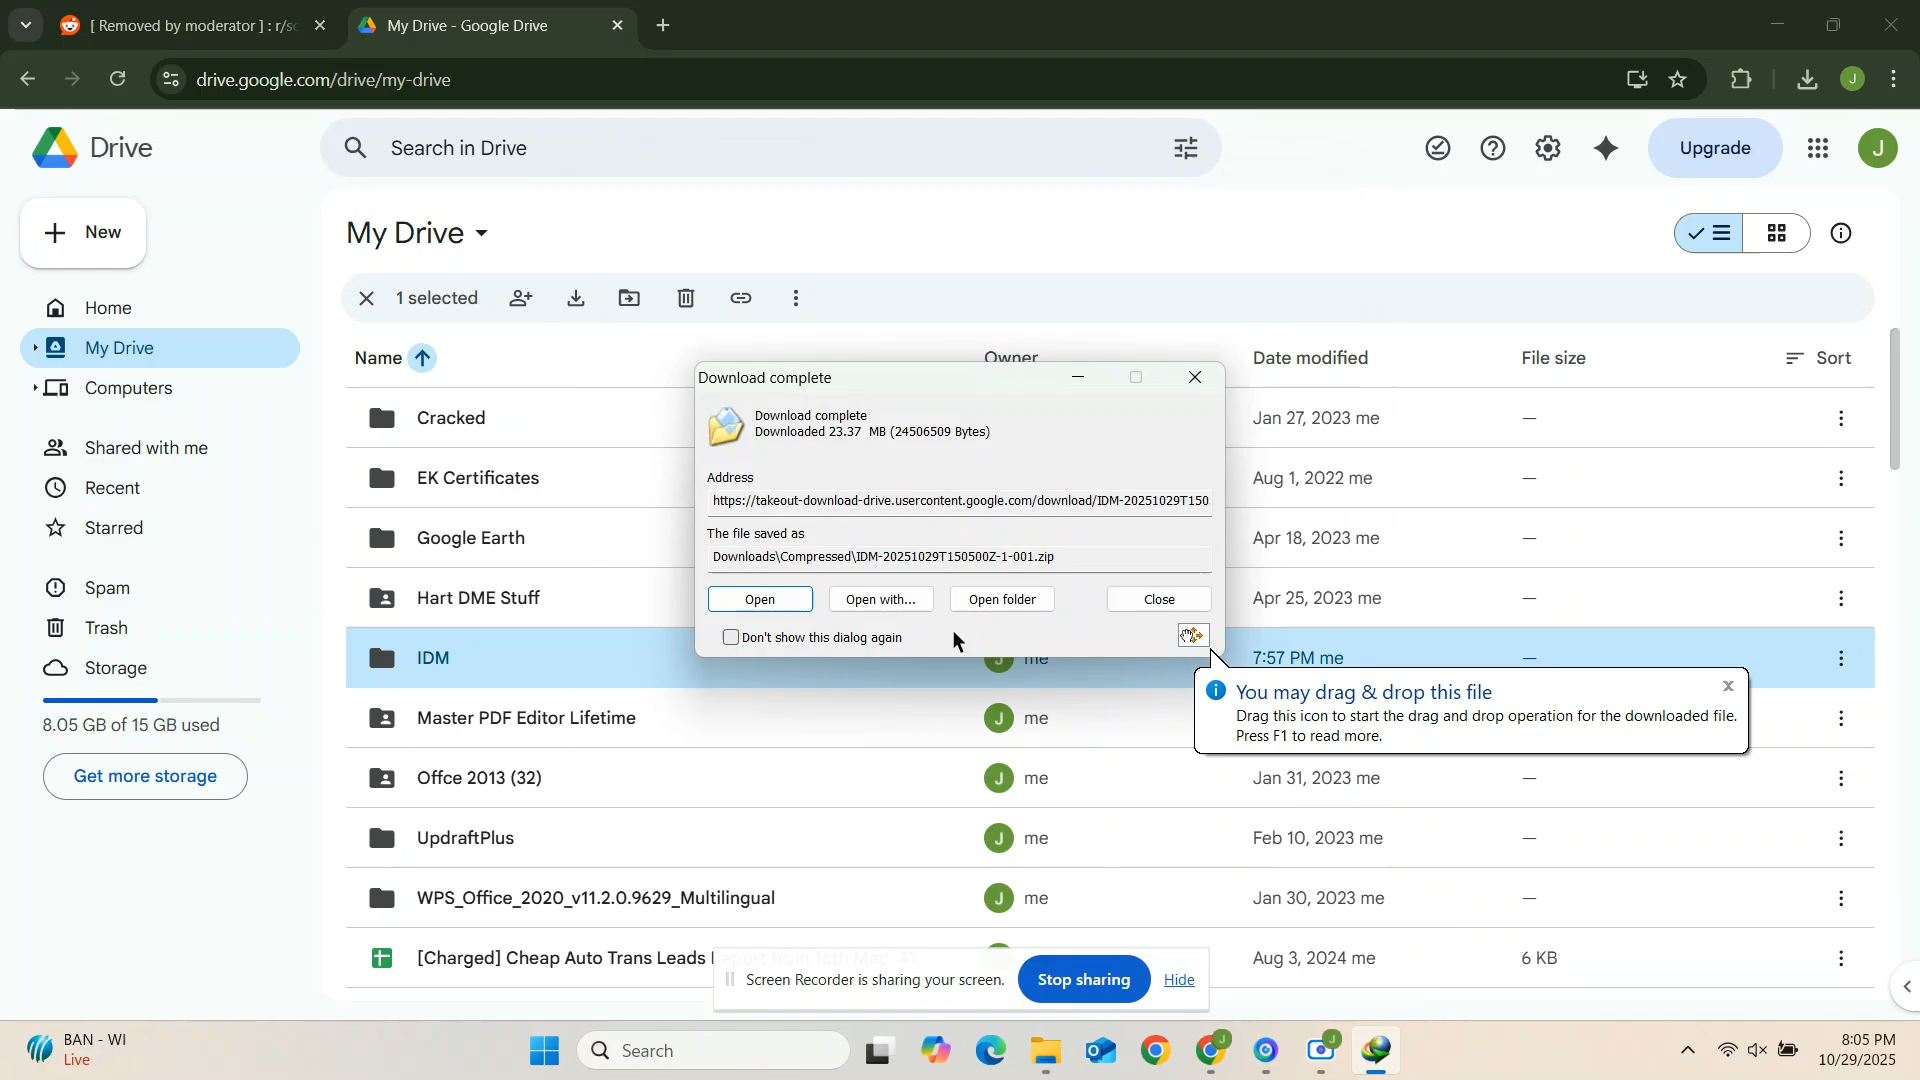 [ Removed by moderator ] : r/s
My Drive - Google Drive
drive.google.com/drive/my-drive
J
Drive
Search in Drive
Upgrade
J
New
My Drive
1 selected
Home
My Drive
Computers
Shared with me
Recent
Starred
Spam
Trash
Storage
8.05 GB of 15 GB used
Get more storage
Name
Owner
Date modified
File size
Sort
Cracked
Jan 27, 2023 me
—
EK Certificates
Aug 1, 2022 me
—
Google Earth
Apr 18, 2023 me
—
Hart DME Stuff
Apr 25, 2023 me
—
IDM
J me
7:57 PM me
—
Master PDF Editor Lifetime
J me
Offce 2013 (32)
J me
Jan 31, 2023 me
—
UpdraftPlus
J me
Feb 10, 2023 me
—
WPS_Office_2020_v11.2.0.9629_Multilingual
J me
Jan 30, 2023 me
—
[Charged] Cheap Auto Trans Leads Report from 16th May
Aug 3, 2024 me
6 KB
Download complete
Download complete
Downloaded 23.37 MB (24506509 Bytes)
Address
https://takeout-download-drive.usercontent.google.com/download/IDM-20251029T150
The file saved as
Downloads\Compressed\IDM-20251029T150500Z-1-001.zip
Open
Open with...
Open folder
Close
Don't show this dialog again
You may drag & drop this file
x
Drag this icon to start the drag and drop operation for the downloaded file.
Press F1 to read more.
Screen Recorder is sharing your screen.
Stop sharing
Hide
BAN - WI
Live
Search
J
J
8:05 PM
10/29/2025